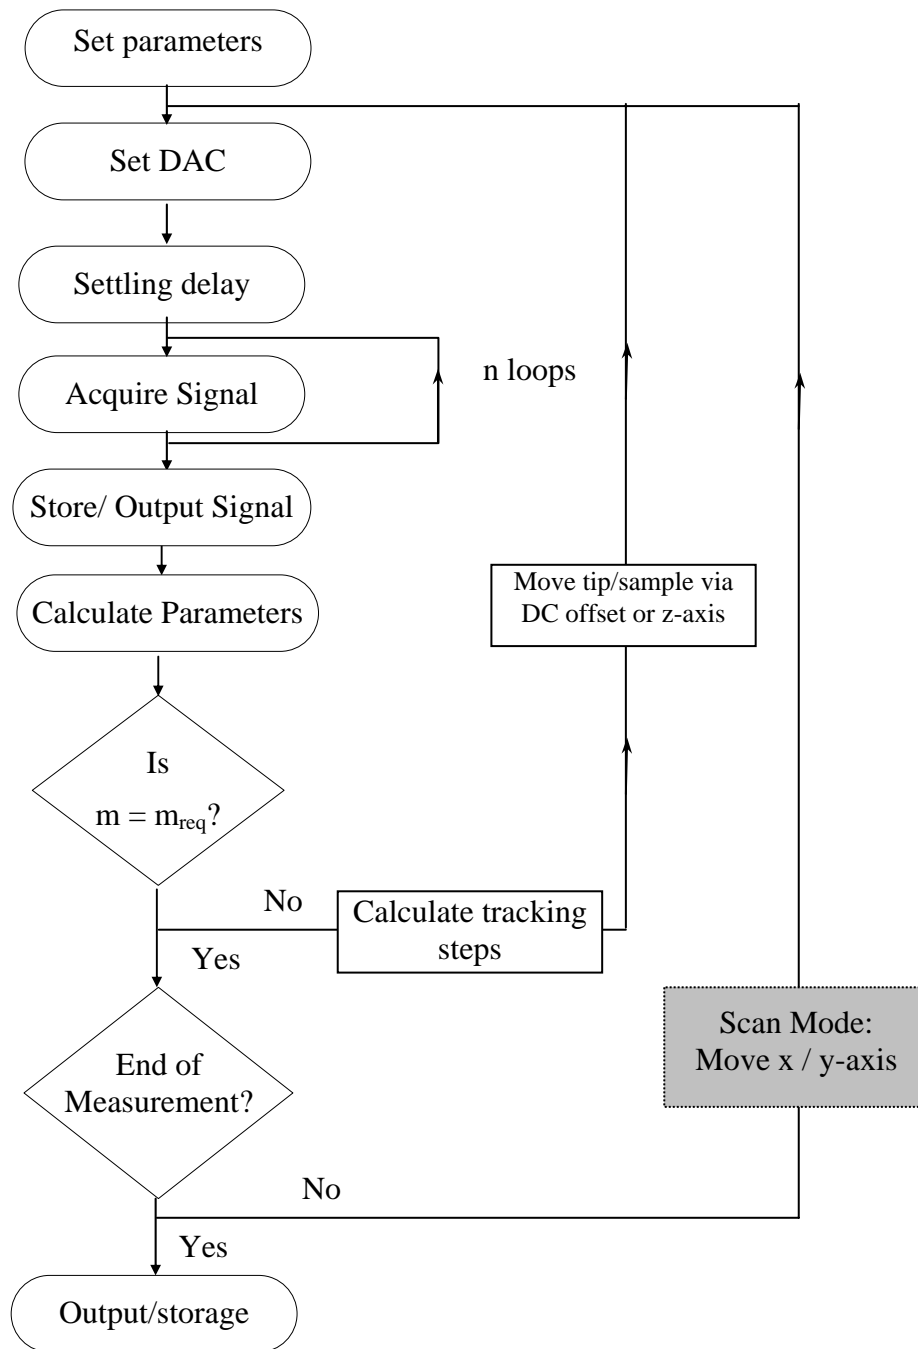 Set parameters
Set DAC
Settling delay
Acquire Signal
n loops
Store/ Output Signal
Calculate Parameters
Move tip/sample via
DC offset or z-axis
Is
m = m_req?
No
Calculate tracking
steps
Yes
End of
Measurement?
Scan Mode:
Move x / y-axis
No
Yes
Output/storage